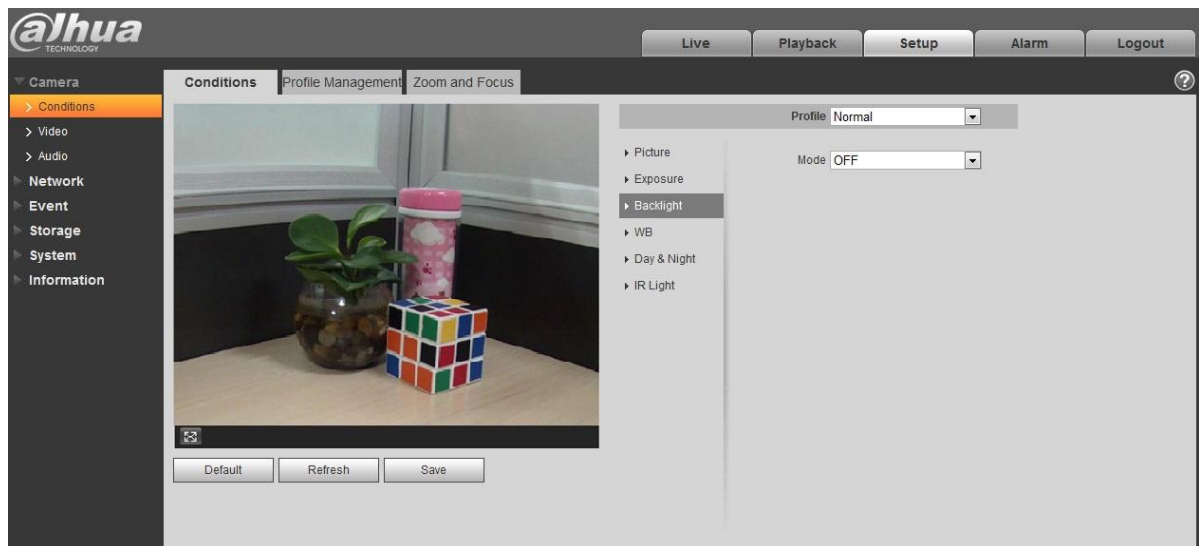 alhua
TECHNOLOGY
Live
Playback
Setup
Alarm
Logout
Camera
Conditions
Video
Audio
Network
Event
Storage
System
Information
Conditions
Profile Management
Zoom and Focus
?
Profile Normal
Picture
Exposure
Backlight
WB
Day & Night
IR Light
Mode OFF
Default
Refresh
Save